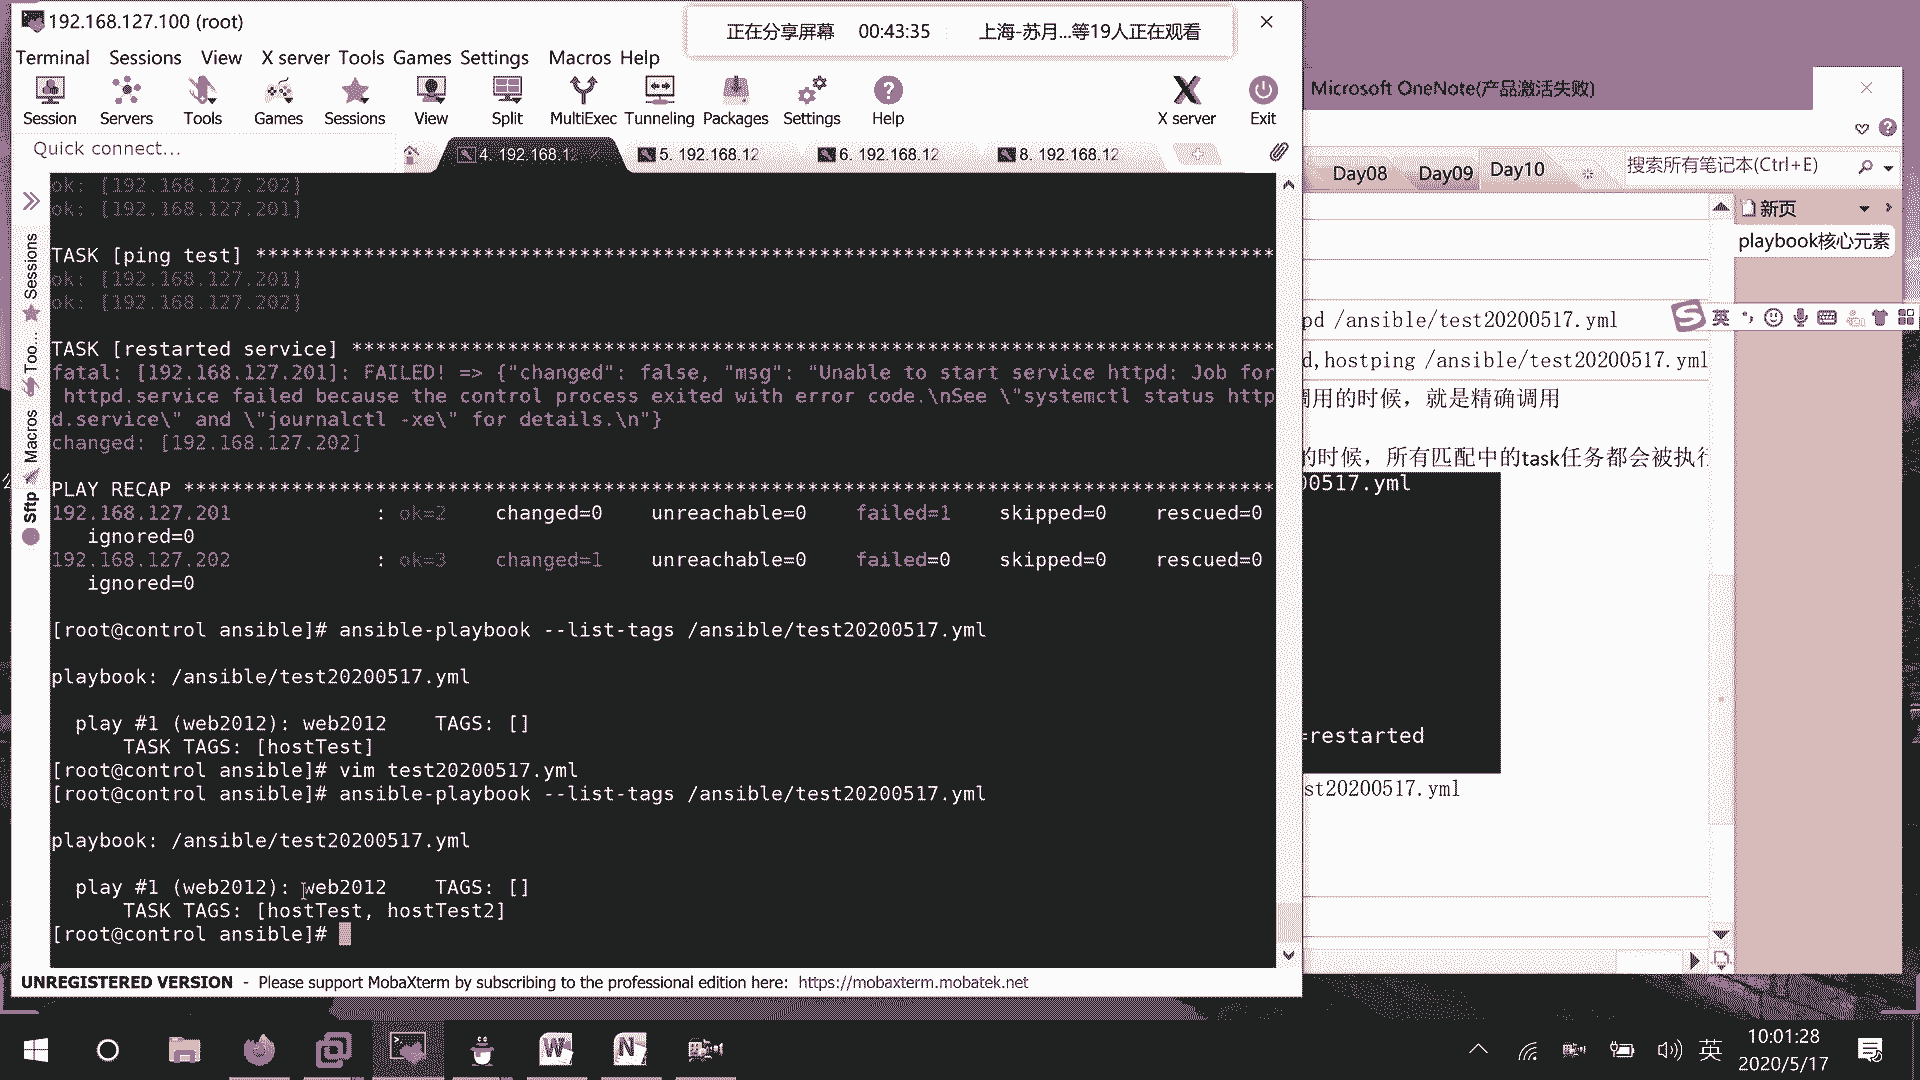 192.168.127.100 (root)
正在分享屏幕 00:43:35 上海-苏月...等19人正在观看
Terminal Sessions View X server Tools Games Settings Macros Help
Session Servers Tools Games Sessions View Split MultiExec Tunneling Packages Settings Help X server Exit
Quick connect...
4. 192.168.12 5. 192.168.12 6. 192.168.12 8. 192.168.12
ok: [192.168.127.202]
ok: [192.168.127.201]
TASK [ping test] *************************************************************************************
ok: [192.168.127.201]
ok: [192.168.127.202]
TASK [restarted service] *****************************************************************************
fatal: [192.168.127.201]: FAILED! => {"changed": false, "msg": "Unable to start service httpd: Job for
httpd.service failed because the control process exited with error code.\nSee \"systemctl status http
d.service\" and \"journalctl -xe\" for details.\n"}
changed: [192.168.127.202]
PLAY RECAP *******************************************************************************************
192.168.127.201 : ok=2 changed=0 unreachable=0 failed=1 skipped=0 rescued=0
ignored=0
192.168.127.202 : ok=3 changed=1 unreachable=0 failed=0 skipped=0 rescued=0
ignored=0
[root@control ansible]# ansible-playbook --list-tags /ansible/test20200517.yml
playbook: /ansible/test20200517.yml
play #1 (web2012): web2012 TAGS: []
TASK TAGS: [hostTest]
[root@control ansible]# vim test20200517.yml
[root@control ansible]# ansible-playbook --list-tags /ansible/test20200517.yml
playbook: /ansible/test20200517.yml
play #1 (web2012): web2012 TAGS: []
TASK TAGS: [hostTest, hostTest2]
[root@control ansible]#
Sessions
Too...
Macros
Sftp
UNREGISTERED VERSION - Please support MobaXterm by subscribing to the professional edition here: https://mobaxterm.mobatek.net
Microsoft OneNote(产品激活失败)
Day08 Day09 Day10 搜索所有笔记本(Ctrl+E)
新页
playbook核心元素
pd /ansible/test20200517.yml
英
d,hostping /ansible/test20200517.yml
调用的时候，就是精确调用
的时候，所有匹配中的task任务都会被执行
00517.yml
=restarted
st20200517.yml
英
10:01:28
2020/5/17